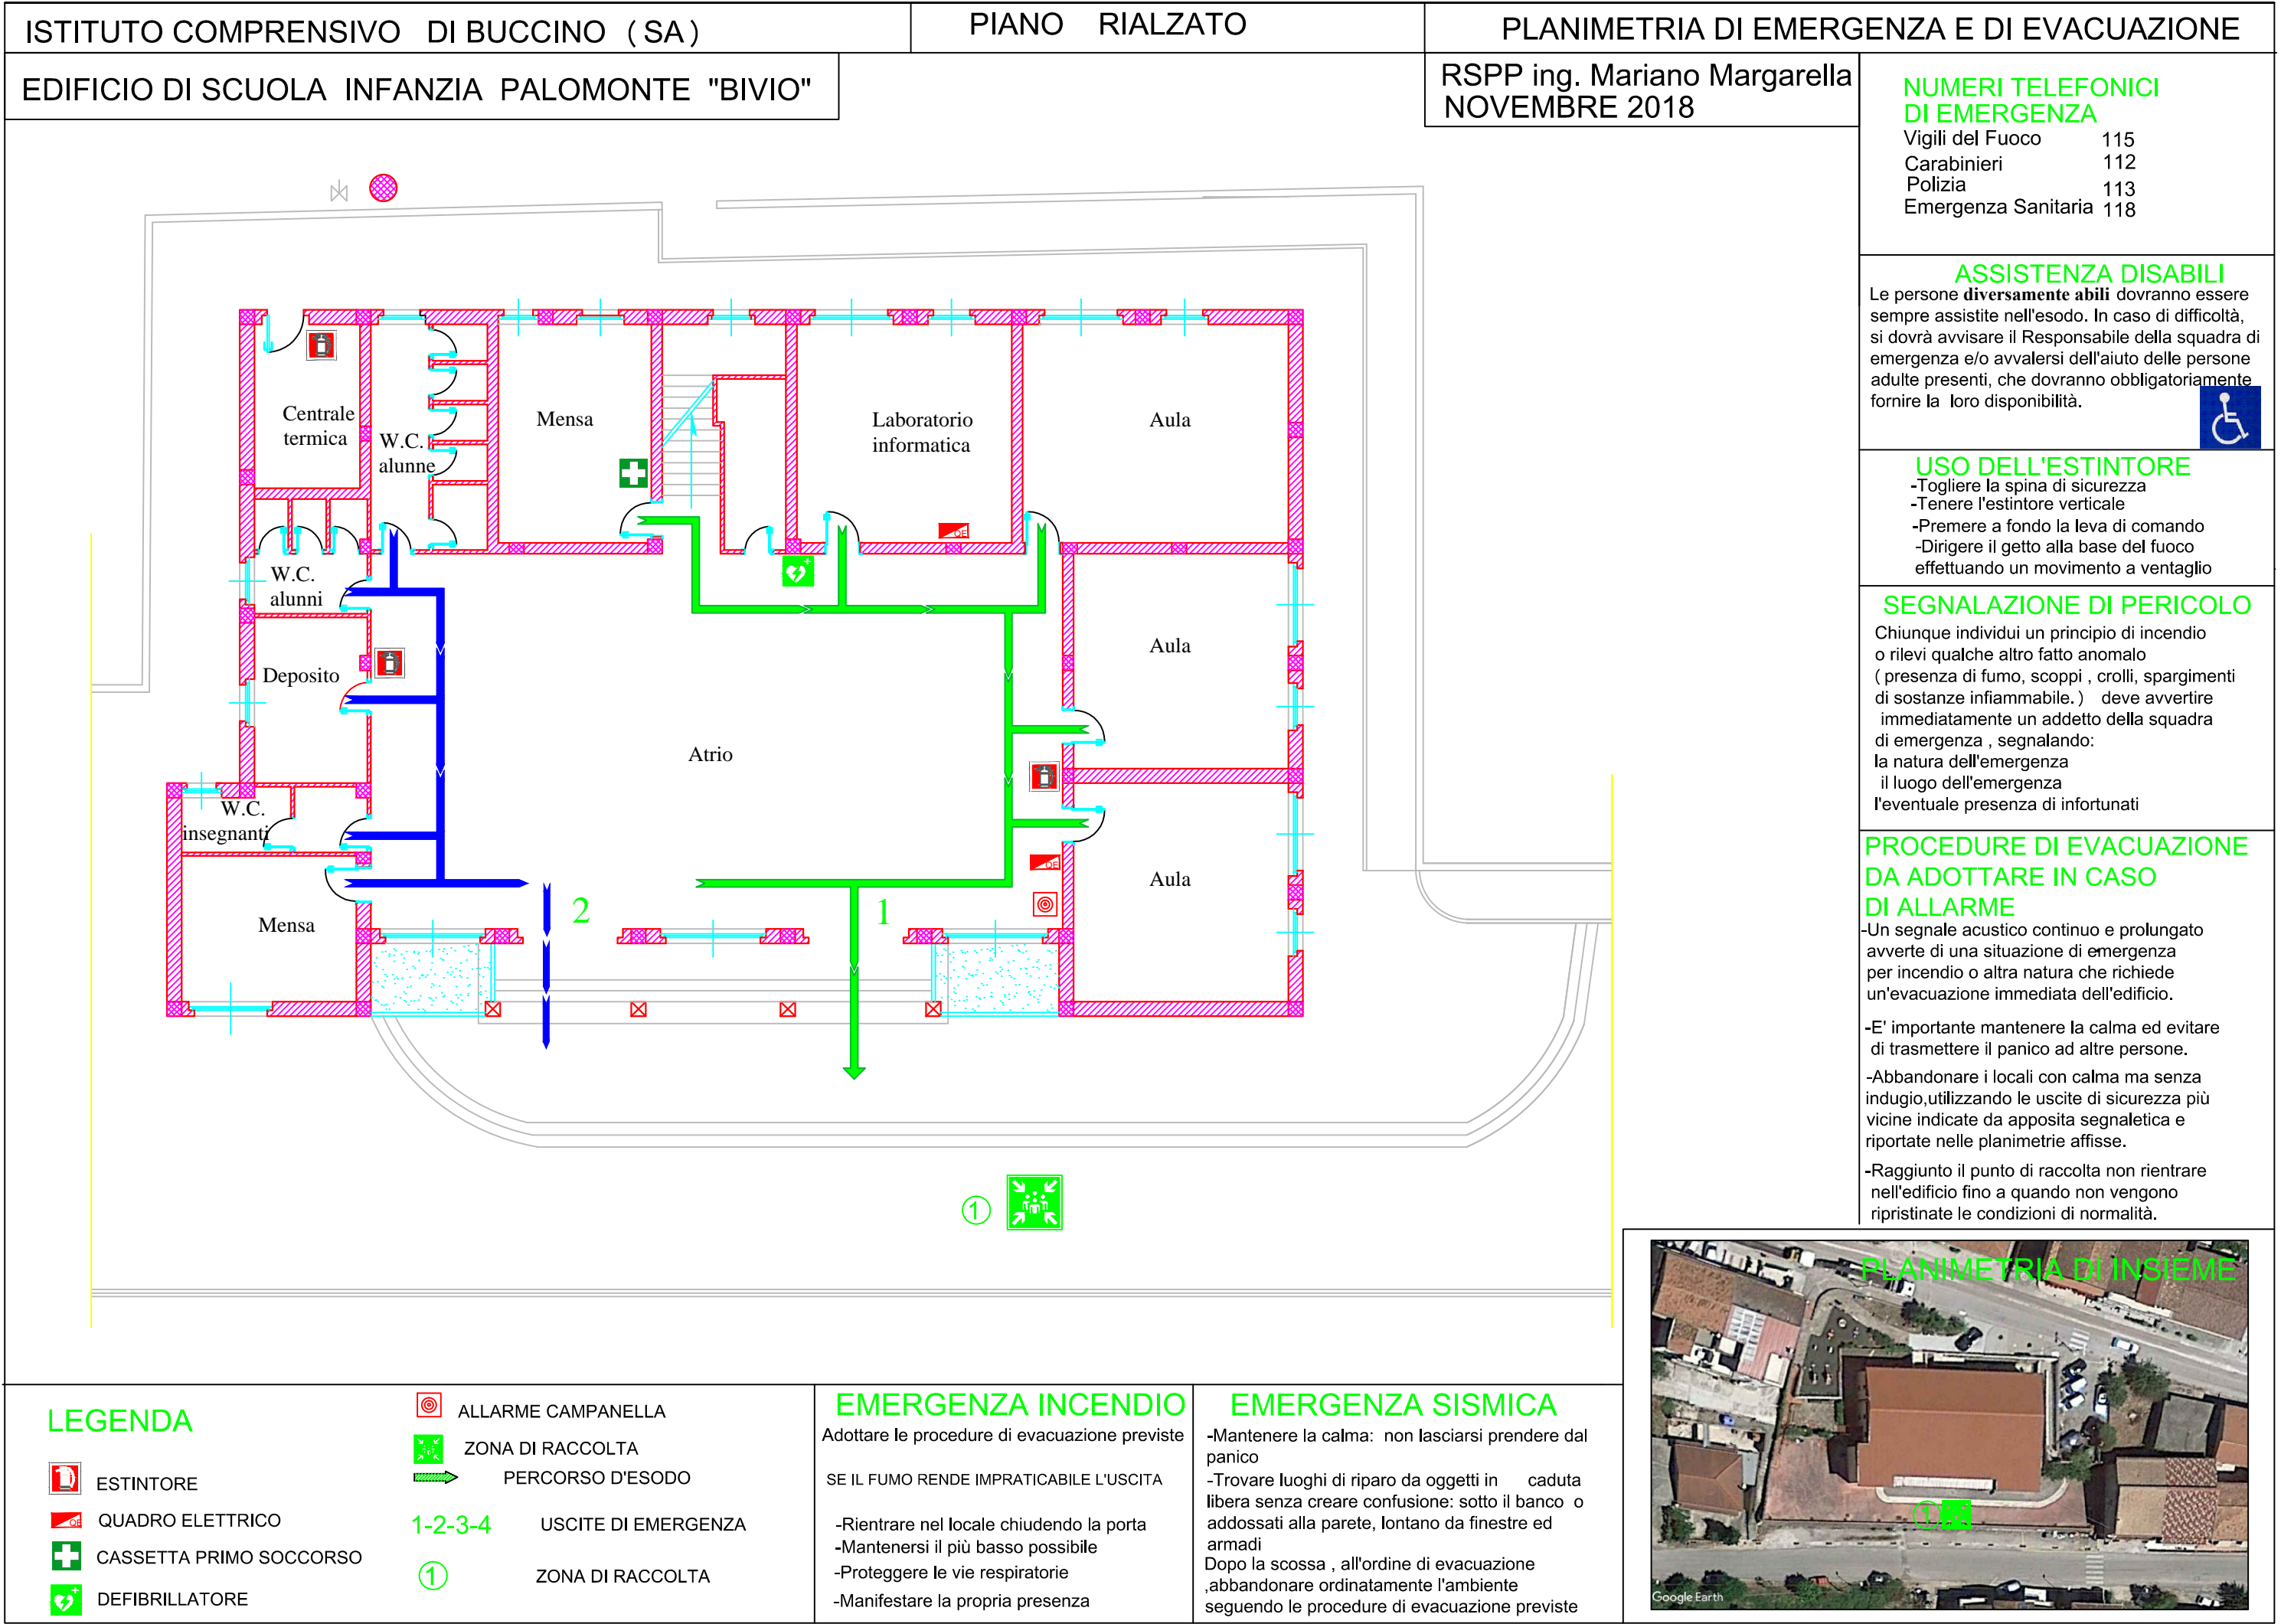 ISTITUTO COMPRENSIVO DI BUCCINO ( SA )
PIANO RIALZATO
PLANIMETRIA DI EMERGENZA E DI EVACUAZIONE
EDIFICIO DI SCUOLA INFANZIA PALOMONTE "BIVIO"
RSPP ing. Mariano Margarella
NOVEMBRE 2018
NUMERI TELEFONICI
DI EMERGENZA
Vigili del Fuoco 115
Carabinieri 112
Polizia 113
Emergenza Sanitaria 118
ASSISTENZA DISABILI
Le persone diversamente abili dovranno essere
sempre assistite nell'esodo. In caso di difficoltà,
si dovrà avvisare il Responsabile della squadra di
emergenza e/o avvalersi dell'aiuto delle persone
adulte presenti, che dovranno obbligatoriamente
fornire la loro disponibilità.
USO DELL'ESTINTORE
-Togliere la spina di sicurezza
-Tenere l'estintore verticale
-Premere a fondo la leva di comando
-Dirigere il getto alla base del fuoco
effettuando un movimento a ventaglio
SEGNALAZIONE DI PERICOLO
Chiunque individui un principio di incendio
o rilevi qualche altro fatto anomalo
( presenza di fumo, scoppi , crolli, spargimenti
di sostanze infiammabile. ) deve avvertire
immediatamente un addetto della squadra
di emergenza , segnalando:
la natura dell'emergenza
il luogo dell'emergenza
l'eventuale presenza di infortunati
PROCEDURE DI EVACUAZIONE
DA ADOTTARE IN CASO
DI ALLARME
-Un segnale acustico continuo e prolungato
avverte di una situazione di emergenza
per incendio o altra natura che richiede
un'evacuazione immediata dell'edificio.
-E' importante mantenere la calma ed evitare
di trasmettere il panico ad altre persone.
-Abbandonare i locali con calma ma senza
indugio,utilizzando le uscite di sicurezza più
vicine indicate da apposita segnaletica e
riportate nelle planimetrie affisse.
-Raggiunto il punto di raccolta non rientrare
nell'edificio fino a quando non vengono
ripristinate le condizioni di normalità.
Centrale
termica
W.C.
alunne
Mensa
Laboratorio
informatica
Aula
QE
W.C.
alunni
Aula
Deposito
Atrio
W.C.
insegnanti
QE
Aula
Mensa
2
1
1
PLANIMETRIA DI INSIEME
1
Google Earth
LEGENDA
ESTINTORE
QE QUADRO ELETTRICO
CASSETTA PRIMO SOCCORSO
DEFIBRILLATORE
ALLARME CAMPANELLA
ZONA DI RACCOLTA
PERCORSO D'ESODO
1-2-3-4 USCITE DI EMERGENZA
1 ZONA DI RACCOLTA
EMERGENZA INCENDIO
Adottare le procedure di evacuazione previste
SE IL FUMO RENDE IMPRATICABILE L'USCITA
-Rientrare nel locale chiudendo la porta
-Mantenersi il più basso possibile
-Proteggere le vie respiratorie
-Manifestare la propria presenza
EMERGENZA SISMICA
-Mantenere la calma: non lasciarsi prendere dal
panico
-Trovare luoghi di riparo da oggetti in caduta
libera senza creare confusione: sotto il banco o
addossati alla parete, lontano da finestre ed
armadi
Dopo la scossa , all'ordine di evacuazione
,abbandonare ordinatamente l'ambiente
seguendo le procedure di evacuazione previste